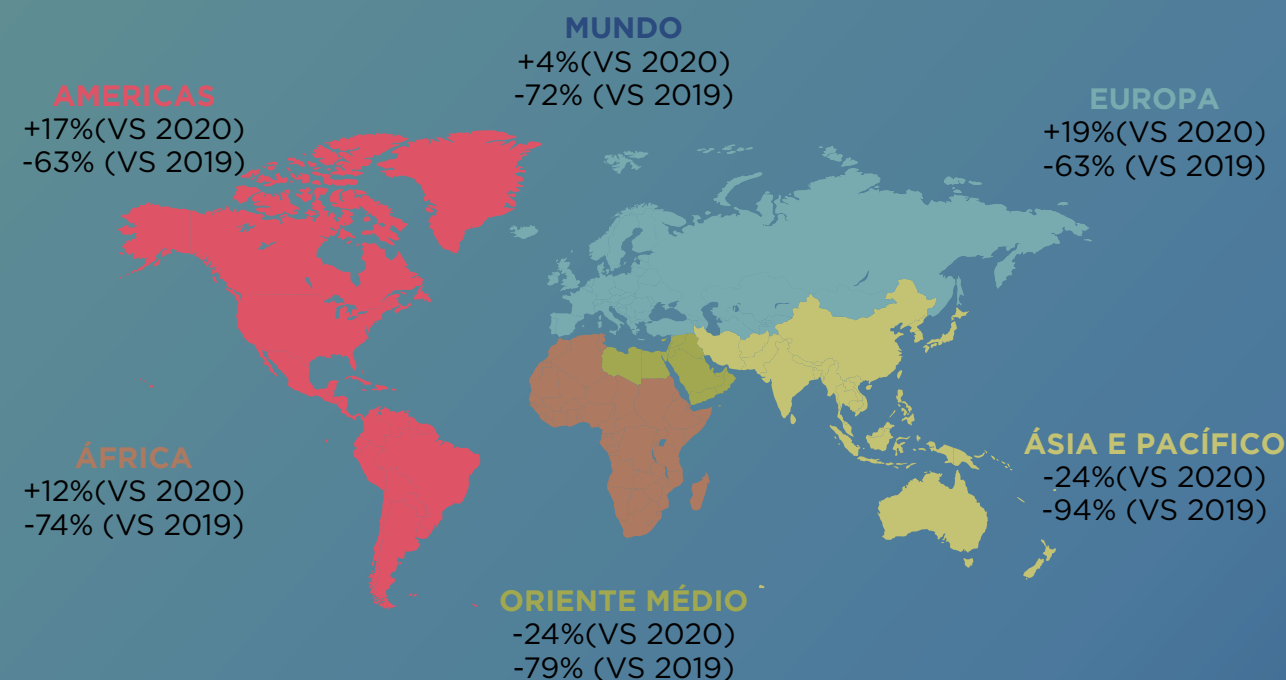 MUNDO
+4%(VS 2020)
-72% (VS 2019)
AMERICAS
+17%(VS 2020)
-63% (VS 2019)
EUROPA
+19%(VS 2020)
-63% (VS 2019)
ÁFRICA
+12%(VS 2020)
-74% (VS 2019)
ÁSIA E PACÍFICO
-24%(VS 2020)
-94% (VS 2019)
ORIENTE MÉDIO
-24%(VS 2020)
-79% (VS 2019)